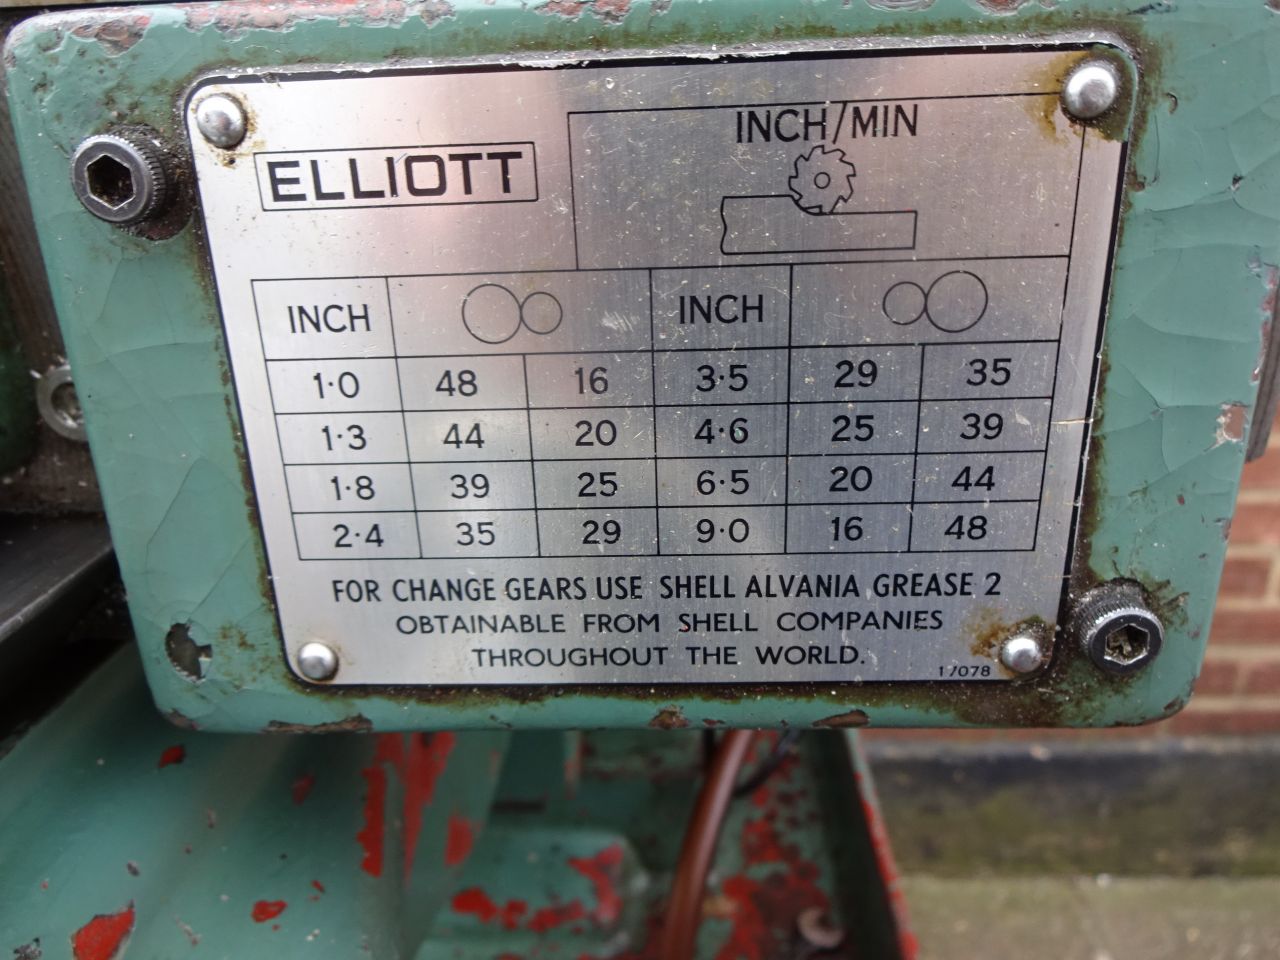 ELLIOTT
INCH/MIN
INCH INCH
1·0 48 16 3·5 29 35
1·3 44 20 4·6 25 39
1·8 39 25 6·5 20 44
2·4 35 29 9·0 16 48
FOR CHANGE GEARS USE SHELL ALVANIA GREASE 2
OBTAINABLE FROM SHELL COMPANIES
THROUGHOUT THE WORLD.
17078